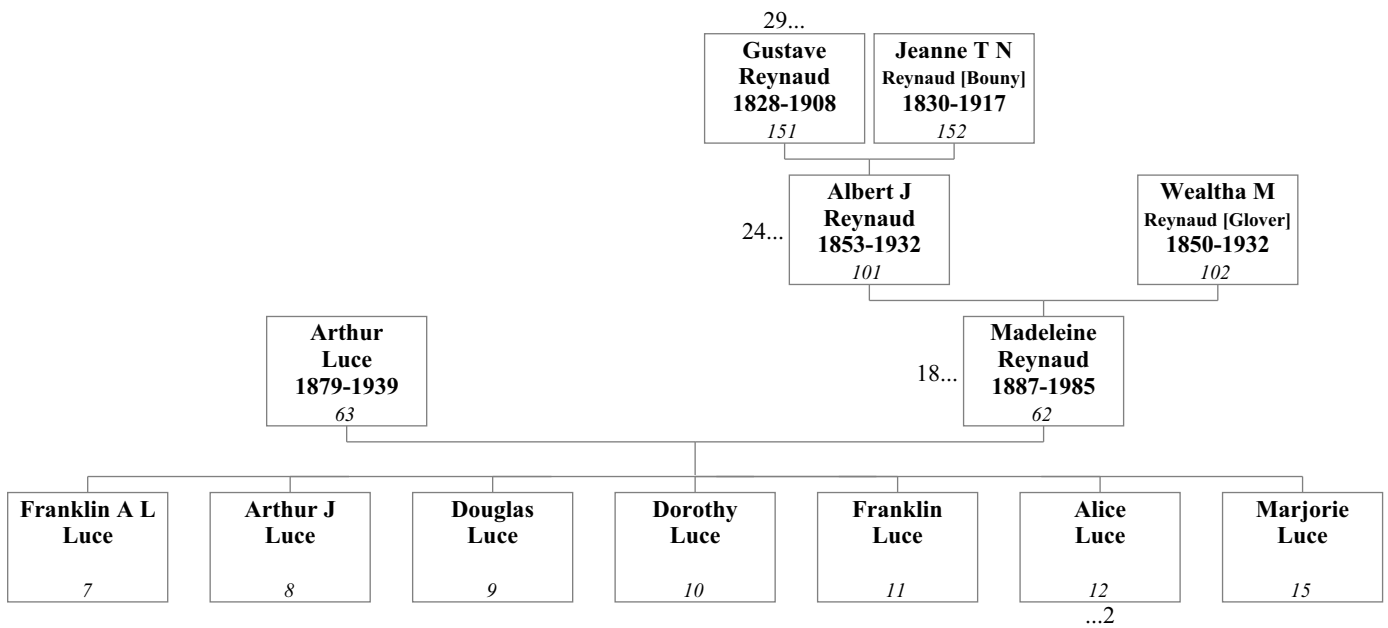 29...
Gustave
Reynaud
1828-1908
151
Jeanne T N
Reynaud [Bouny]
1830-1917
152
24...
Albert J
Reynaud
1853-1932
101
Wealtha M
Reynaud [Glover]
1850-1932
102
Arthur
Luce
1879-1939
63
18...
Madeleine
Reynaud
1887-1985
62
Franklin A L
Luce
7
Arthur J
Luce
8
Douglas
Luce
9
Dorothy
Luce
10
Franklin
Luce
11
Alice
Luce
12
...2
Marjorie
Luce
15